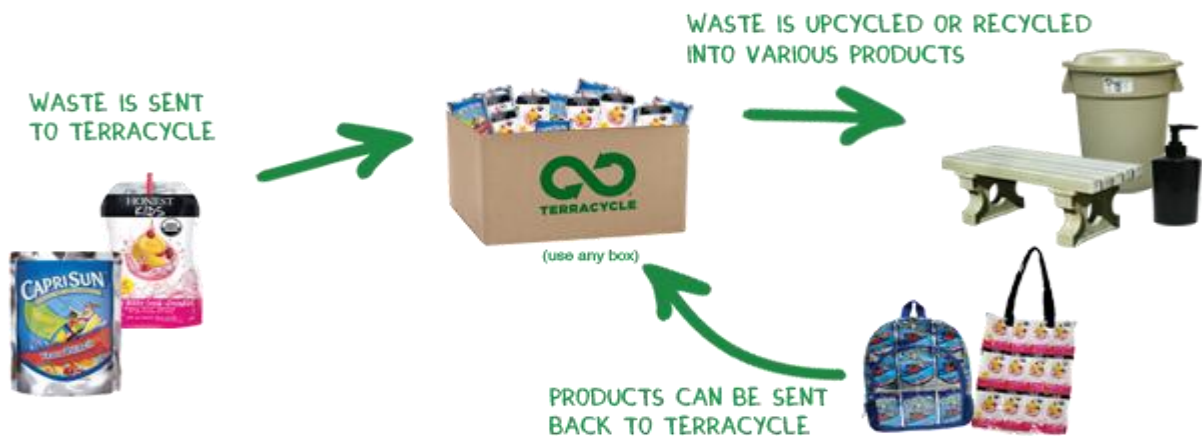 WASTE IS SENT
TO TERRACYCLE
HONEST
KIDS
CAPRISUN
TERRACYCLE
(use any box)
WASTE IS UPCYCLED OR RECYCLED
INTO VARIOUS PRODUCTS
PRODUCTS CAN BE SENT
BACK TO TERRACYCLE